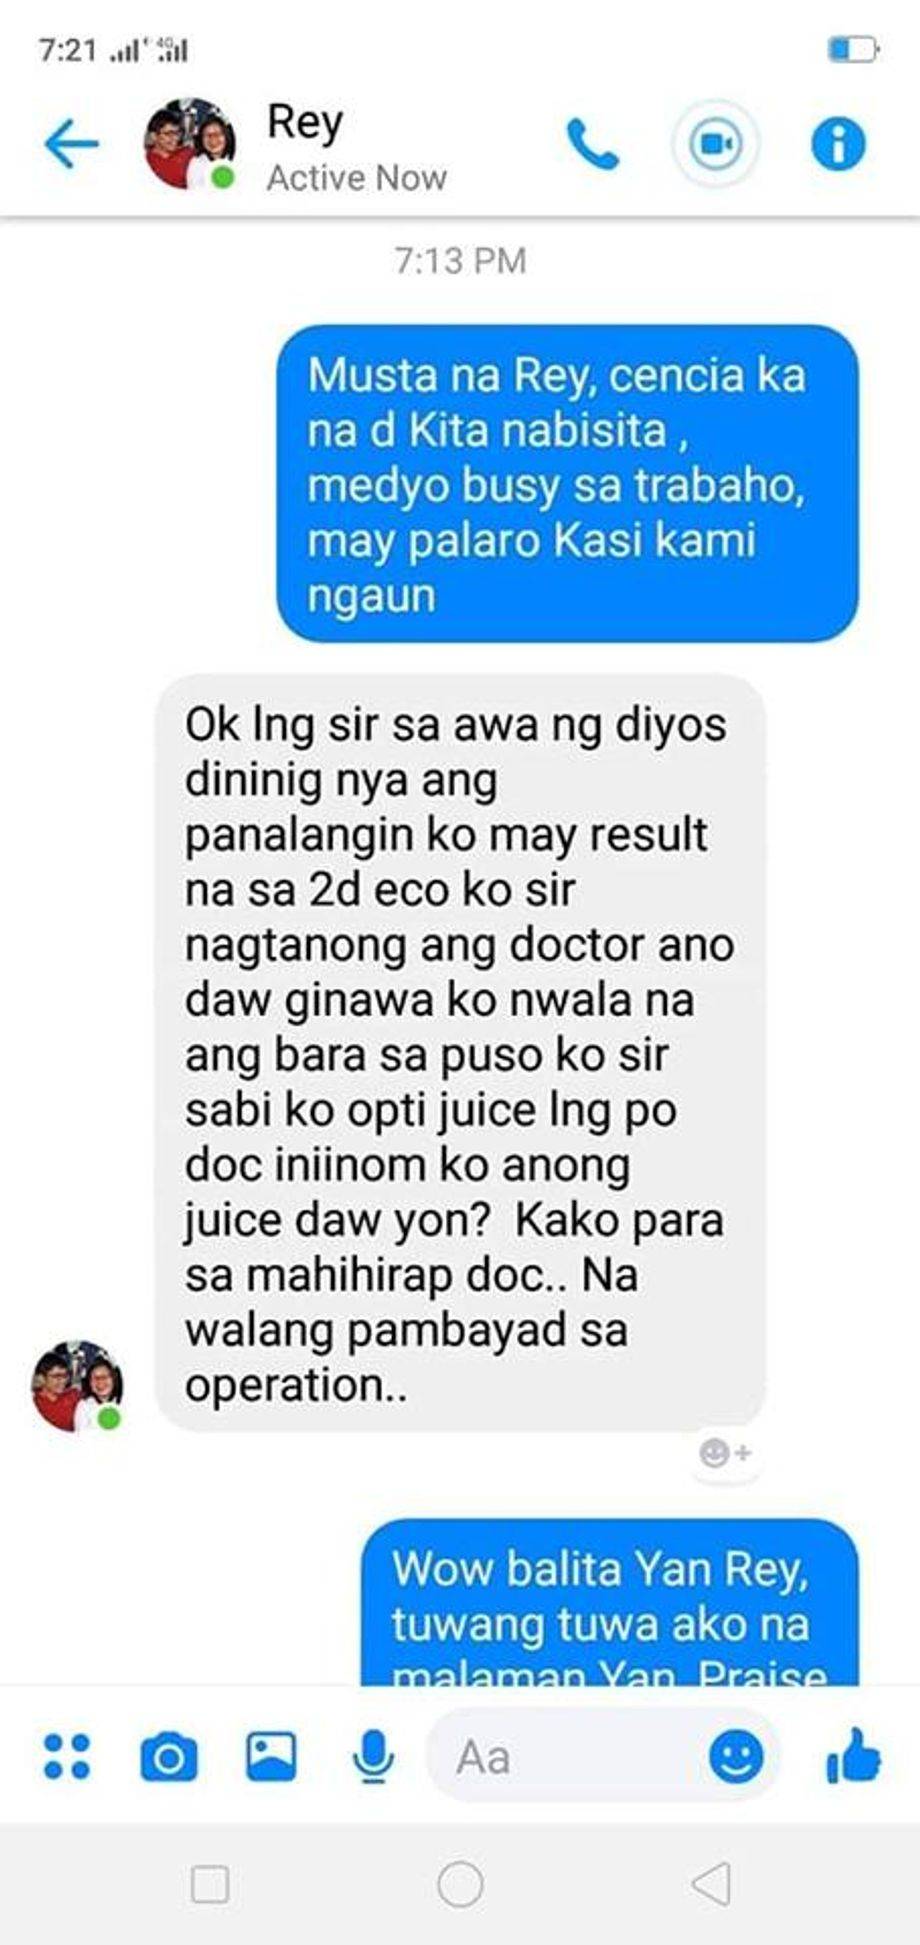 7:21
4G
Rey
Active Now
7:13 PM
Musta na Rey, cencia ka
na d Kita nabisita ,
medyo busy sa trabaho,
may palaro Kasi kami
ngaun
Ok lng sir sa awa ng diyos
dininig nya ang
panalangin ko may result
na sa 2d eco ko sir
nagtanong ang doctor ano
daw ginawa ko nwala na
ang bara sa puso ko sir
sabi ko opti juice lng po
doc iniinom ko anong
juice daw yon? Kako para
sa mahihirap doc.. Na
walang pambayad sa
operation..
Wow balita Yan Rey,
tuwang tuwa ako na
malaman Yan Praise
Aa